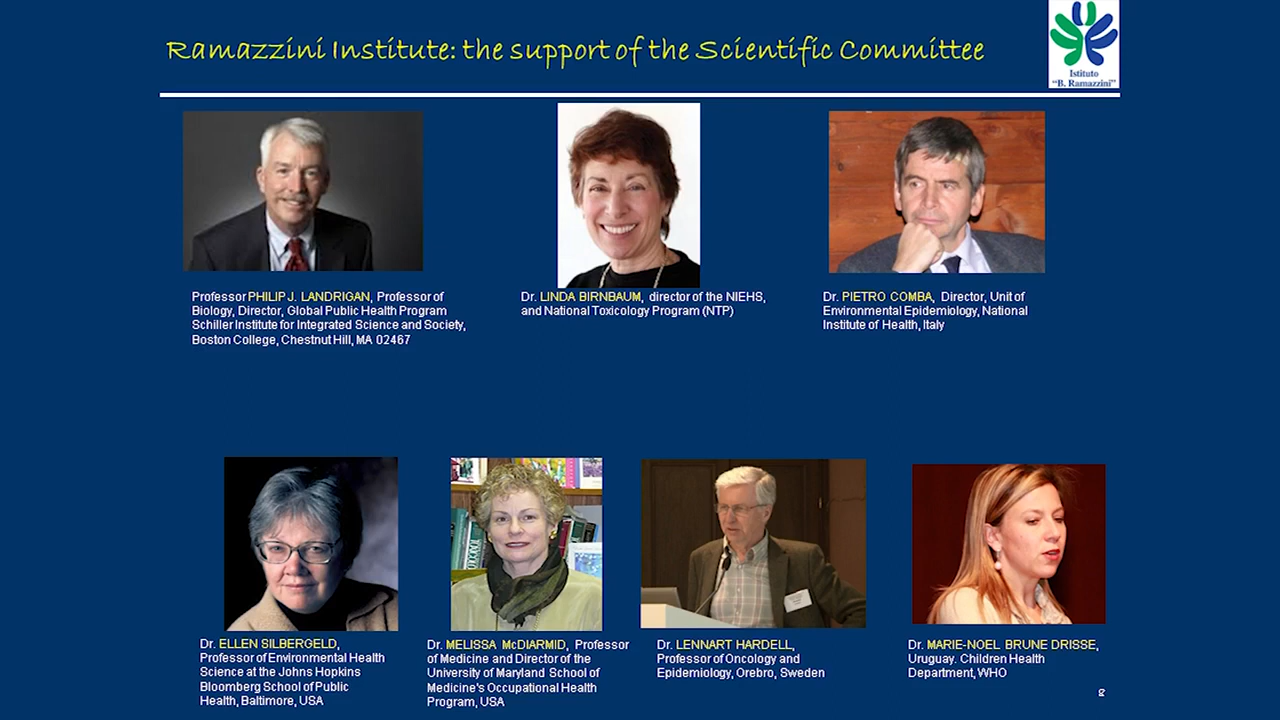 Ramazzini Institute: the support of the Scientific Committee
Istituto
"B. Ramazzini"
Professor PHILIP J. LANDRIGAN, Professor of
Biology, Director, Global Public Health Program
Schiller Institute for Integrated Science and Society,
Boston College, Chestnut Hill, MA 02467
Dr. LINDA BIRNBAUM, director of the NIEHS,
and National Toxicology Program (NTP)
Dr. PIETRO COMBA, Director, Unit of
Environmental Epidemiology, National
Institute of Health, Italy
Dr. ELLEN SILBERGELD,
Professor of Environmental Health
Science at the Johns Hopkins
Bloomberg School of Public
Health, Baltimore, USA
Dr. MELISSA McDIARMID, Professor
of Medicine and Director of the
University of Maryland School of
Medicine's Occupational Health
Program, USA
Dr. LENNART HARDELL,
Professor of Oncology and
Epidemiology, Orebro, Sweden
Dr. MARIE-NOEL BRUNE DRISSE,
Uruguay. Children Health
Department, WHO